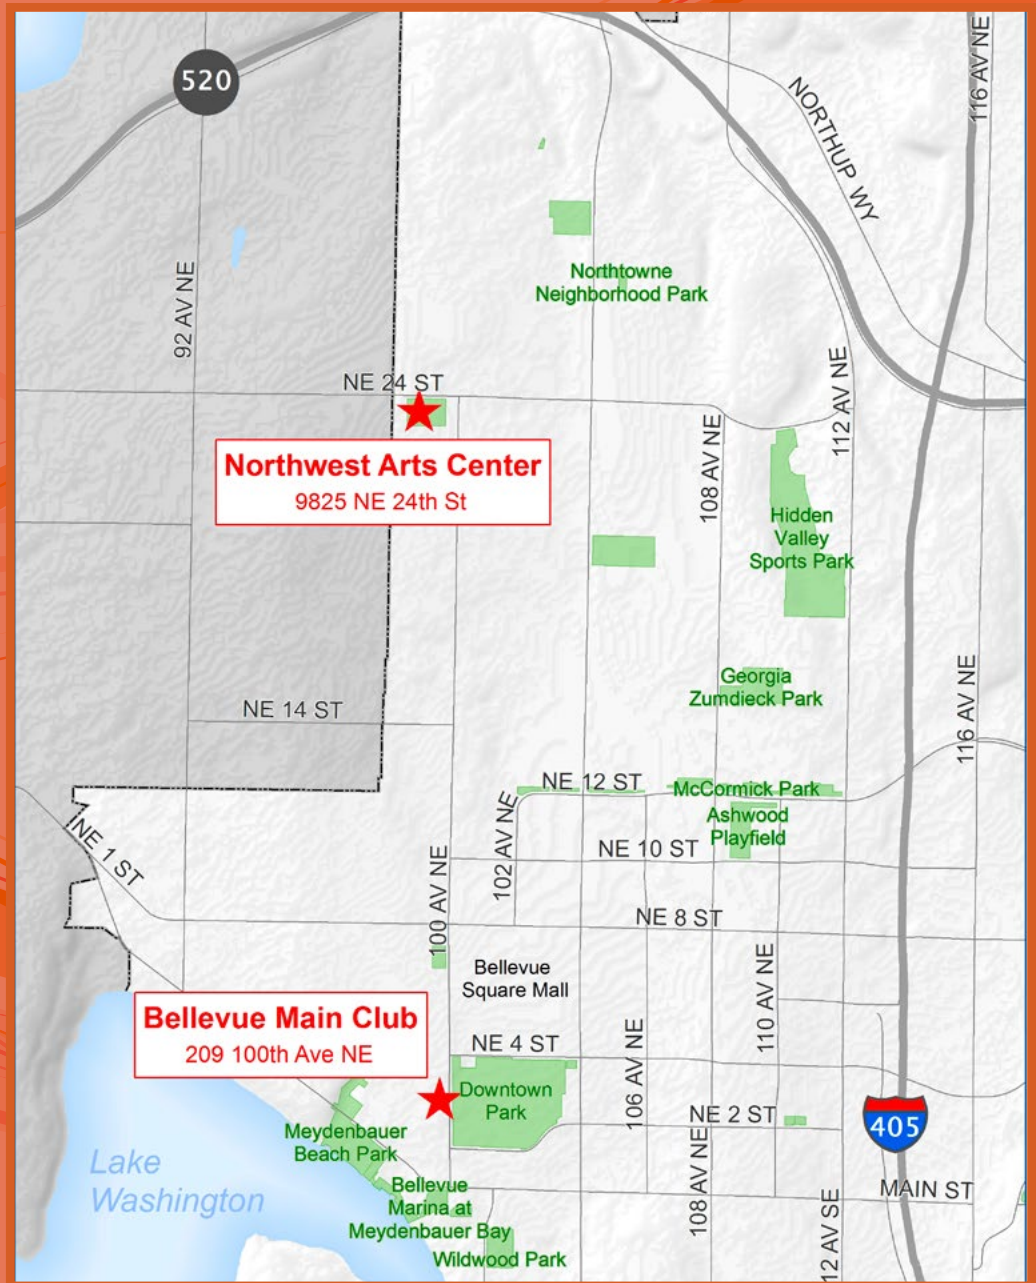 520
116 AV NE
NORTHUP WY
Northtowne
Neighborhood Park
92 AV NE
NE 24 ST
112 AV NE
108 AV NE
Northwest Arts Center
9825 NE 24th St
Hidden
Valley
Sports Park
Georgia
Zumdieck Park
NE 14 ST
116 AV NE
NE 12 ST
McCormick Park
Ashwood
Playfield
102 AV NE
NE 1 ST
NE 10 ST
100 AV NE
NE 8 ST
Bellevue
Square Mall
110 AV NE
Bellevue Main Club
209 100th Ave NE
NE 4 ST
106 AV NE
Downtown
Park
NE 2 ST
405
Meydenbauer
Beach Park
108 AV NE
Lake
Washington
Bellevue
Marina at
Meydenbauer Bay
MAIN ST
Wildwood Park
12 AV SE